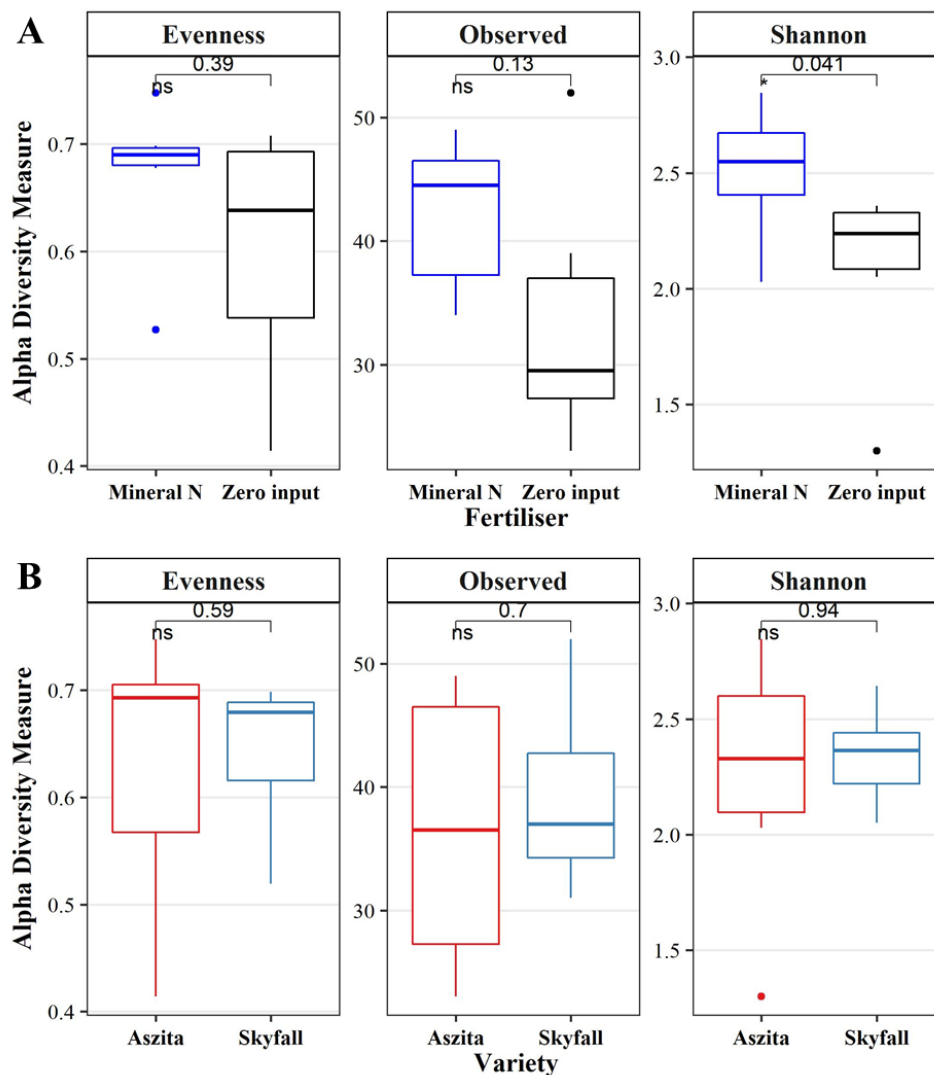 A
Evenness Observed Shannon
0.39 0.13 0.041
ns ns *
Alpha Diversity Measure
0.7
0.6
0.5
0.4
50
40
30
3.0
2.5
2.0
1.5
Mineral N Zero input Mineral N Zero input Mineral N Zero input
Fertiliser
B
Evenness Observed Shannon
0.59 0.7 0.94
ns ns ns
Alpha Diversity Measure
0.7
0.6
0.5
0.4
50
40
30
3.0
2.5
2.0
1.5
Aszita Skyfall Aszita Skyfall Aszita Skyfall
Variety